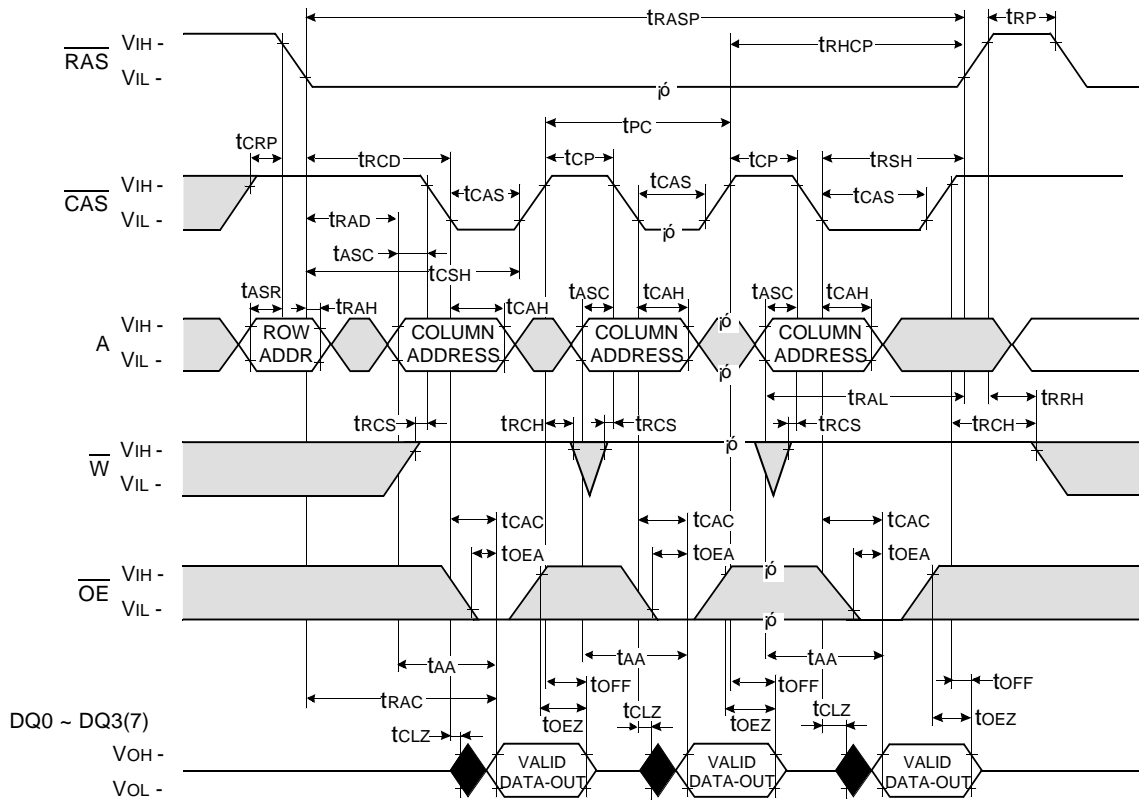 tRASP
tRP
VIH -
RAS
VIL -
tRHCP
¡ó
tPC
tCRP
tRCD
tCP
tCP
tRSH
VIH -
CAS
VIL -
tCAS
tCAS
tCAS
¡ó
tRAD
tASC
tCSH
tASR
tRAH
tCAH
tASC
tCAH
tASC
tCAH
VIH -
A
VIL -
ROW
ADDR
COLUMN
ADDRESS
COLUMN
ADDRESS
¡ó
¡ó
COLUMN
ADDRESS
tRAL
tRRH
tRCS
tRCH
tRCS
tRCS
tRCH
VIH -
W
VIL -
¡ó
tCAC
tCAC
tCAC
tOEA
tOEA
tOEA
VIH -
OE
VIL -
¡ó
¡ó
tAA
tAA
tAA
tOFF
tOFF
tOFF
tRAC
tOEZ
tOEZ
tOEZ
DQ0 ~ DQ3(7)
tCLZ
tCLZ
tCLZ
VOH -
VOL -
VALID
DATA-OUT
VALID
DATA-OUT
VALID
DATA-OUT